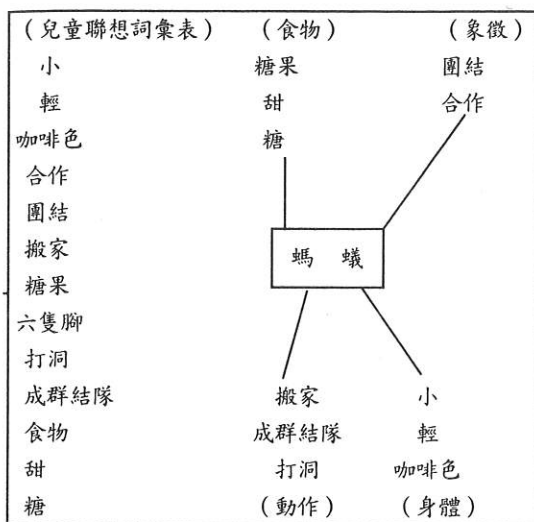 （兒童聯想詞彙表）（食物）（象徵）
小 糖果 團結
輕 甜 合作
咖啡色 糖
合作
團結
搬家 螞 蟻
糖果
六隻腳
打洞
成群結隊 搬家 小
食物 成群結隊 輕
甜 打洞 咖啡色
糖 （動作）（身體）